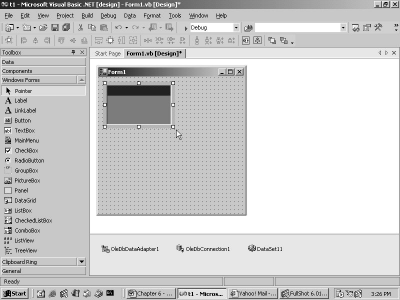 t1 - Microsoft Visual Basic .NET [design] - Form1.vb [Design]*
File Edit View Project Build Debug Data Format Tools Window Help
Debug
Toolbox
Start Page Form1.vb [Design]*
Data
Components
Windows Forms
Pointer
Label
LinkLabel
Button
TextBox
MainMenu
CheckBox
RadioButton
GroupBox
PictureBox
Panel
DataGrid
ListBox
CheckedListBox
ComboBox
ListView
TreeView
Clipboard Ring
General
Form1
OleDbDataAdapter1 OleDbConnection1 DataSet11
Ready
Start Chapter 6 - ... t1 - Micros... Yahoo! Mail -... FullShot 6.01... 3:26 PM